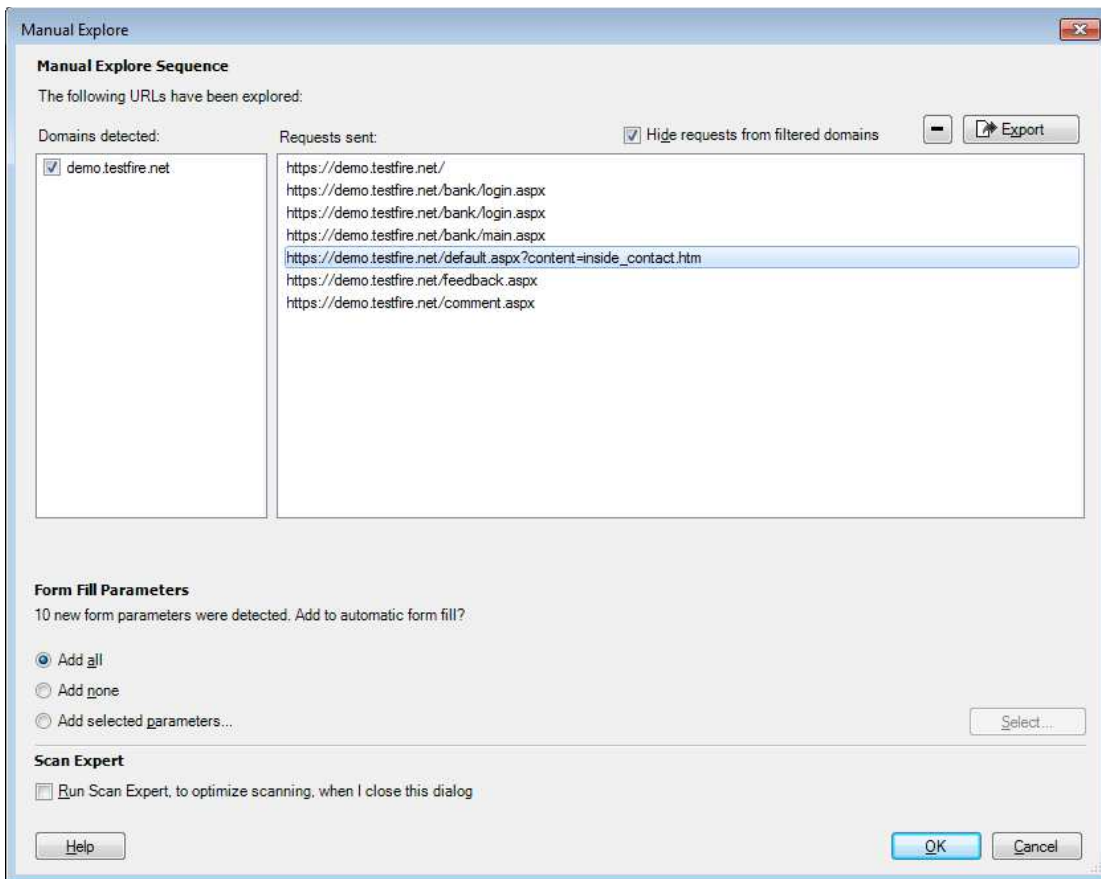 Manual Explore
Manual Explore Sequence
The following URLs have been explored:
Domains detected:
Requests sent:
Hide requests from filtered domains
Export
demo.testfire.net
https://demo.testfire.net/
https://demo.testfire.net/bank/login.aspx
https://demo.testfire.net/bank/login.aspx
https://demo.testfire.net/bank/main.aspx
https://demo.testfire.net/default.aspx?content=inside_contact.htm
https://demo.testfire.net/feedback.aspx
https://demo.testfire.net/comment.aspx
Form Fill Parameters
10 new form parameters were detected. Add to automatic form fill?
Add all
Add none
Add selected parameters...
Select...
Scan Expert
Run Scan Expert, to optimize scanning, when I close this dialog
Help
OK
Cancel